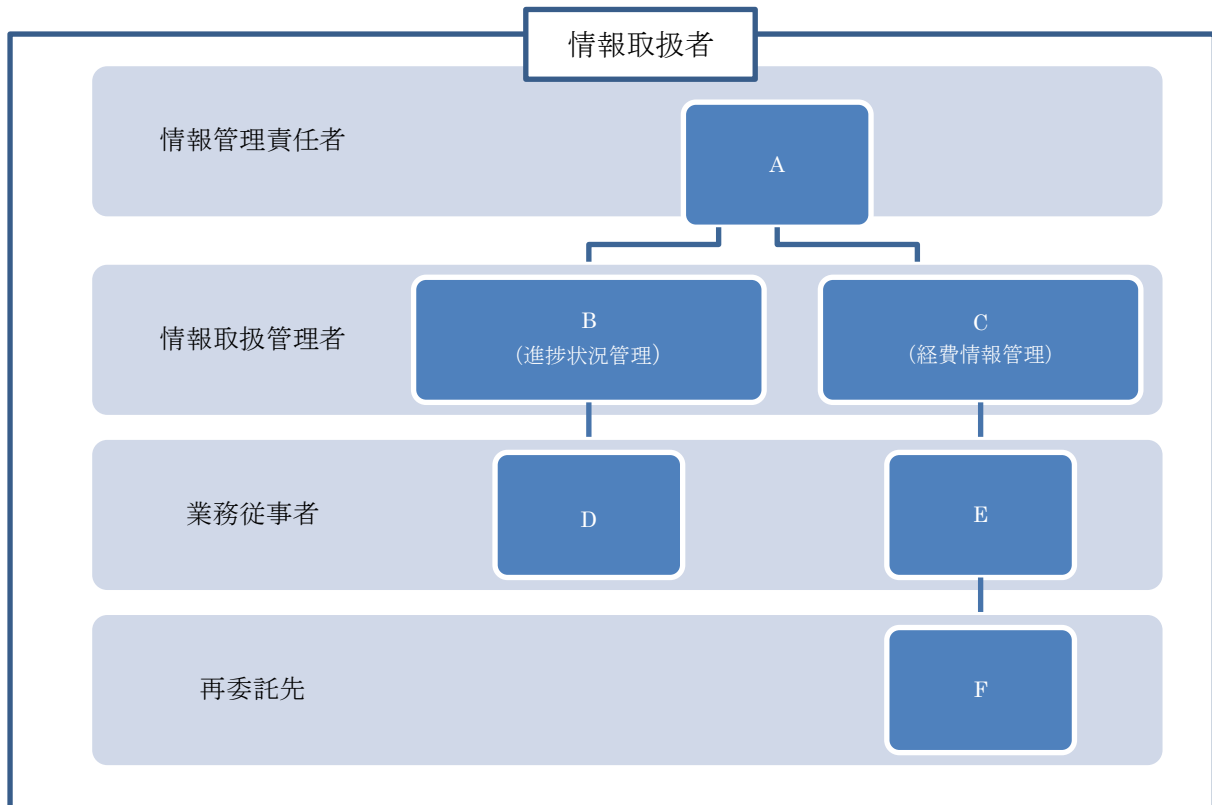 情報取扱者
情報管理責任者
A
情報取扱管理者
B
（進捗状況管理）
C
（経費情報管理）
業務従事者
D
E
再委託先
F